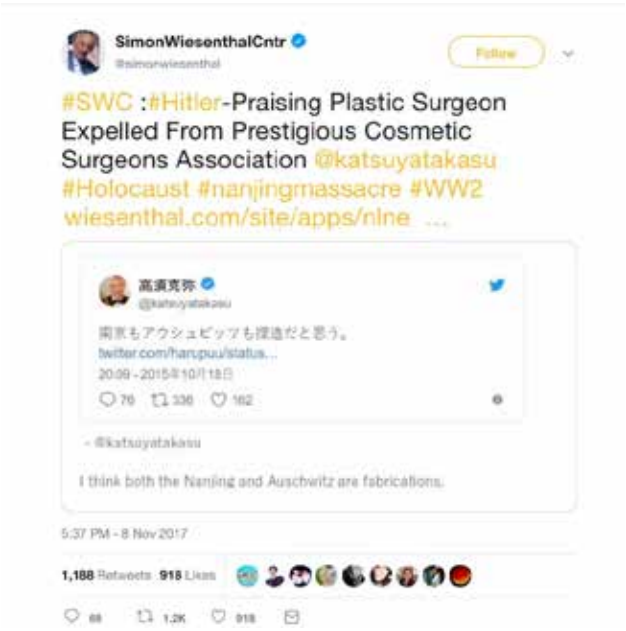 SimonWiesenthalCntr
@simonwiesenthal
Follow
#SWC :#Hitler-Praising Plastic Surgeon
Expelled From Prestigious Cosmetic
Surgeons Association @katsuyatakasu
#Holocaust #nanjingmassacre #WW2
wiesenthal.com/site/apps/nlne ...
高須克弥
@katsuyatakasu
南京もアウシュビッツも捏造だと思う。
twitter.com/harupuu/status...
20:09 - 2015年10月18日
76 336 162
- @katsuyatakasu
I think both the Nanjing and Auschwitz are fabrications.
5:37 PM - 8 Nov 2017
1,188 Retweets 918 Likes
1.2K 918